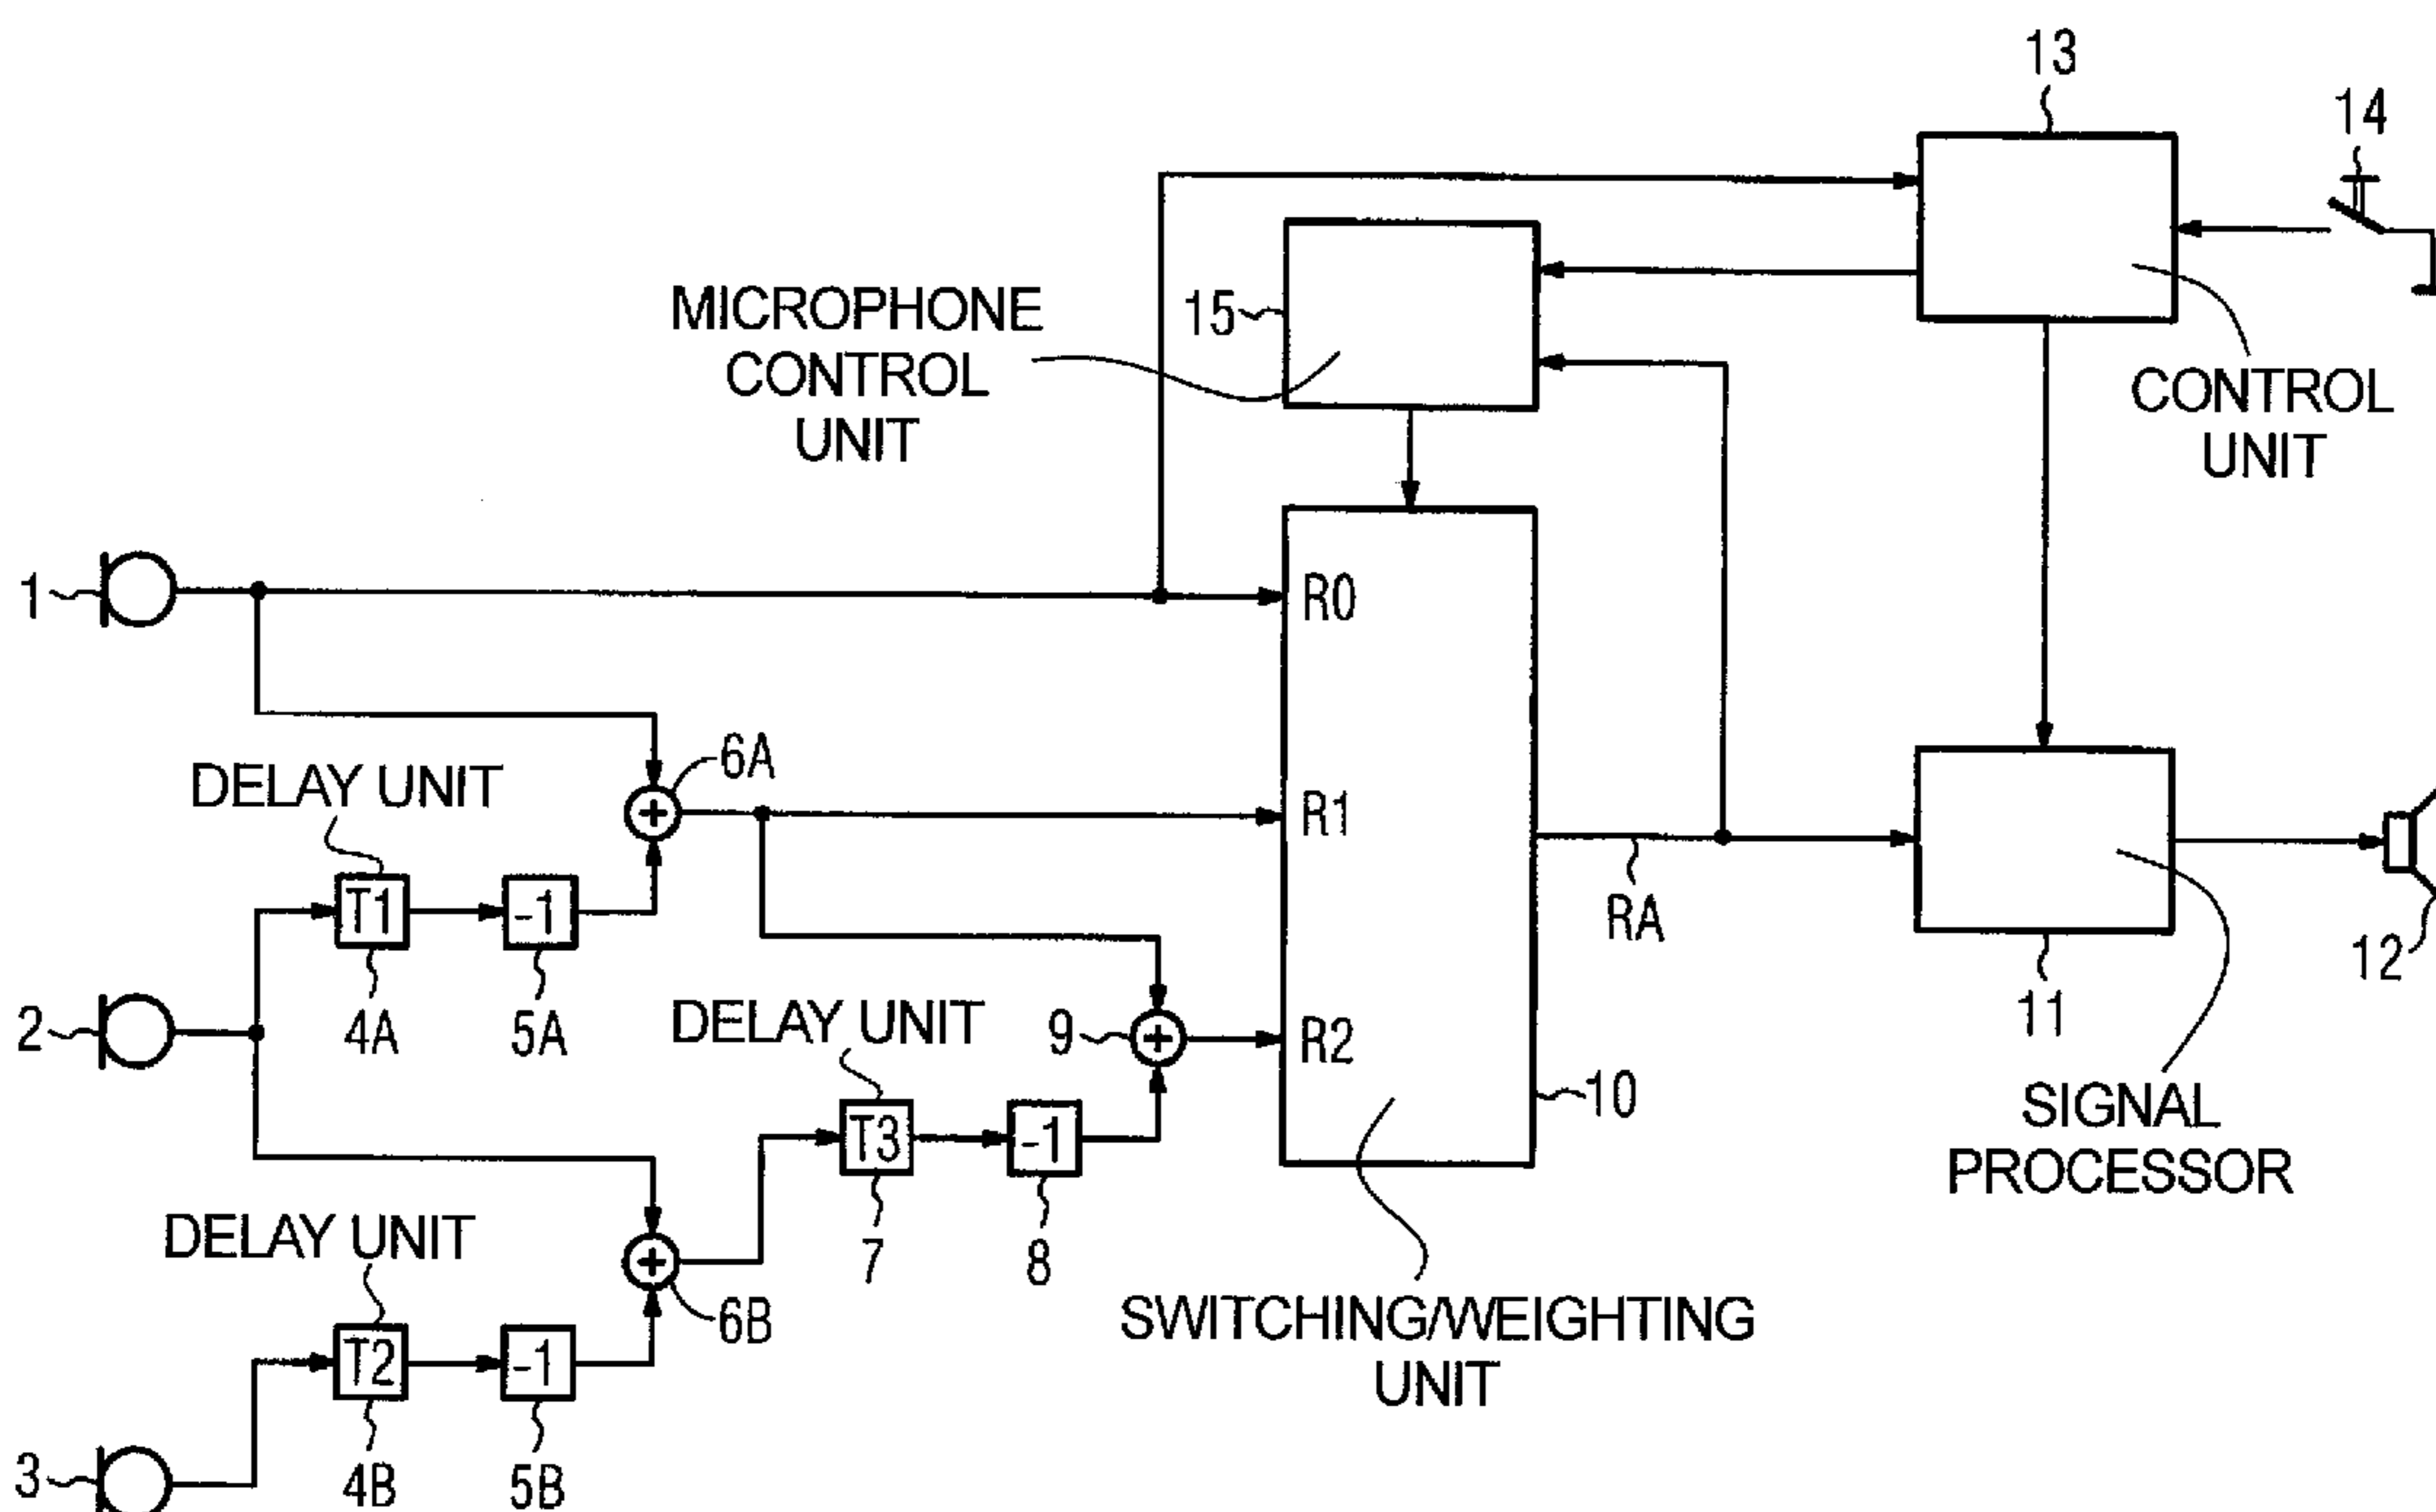 13
14
MICROPHONE
CONTROL
UNIT
15
CONTROL
UNIT
1
R0
6A
DELAY UNIT
R1
T1
-1
RA
12
2
4A
5A
DELAY UNIT
9
R2
11
10
SIGNAL
PROCESSOR
T3
-1
DELAY UNIT
7
8
6B
SWITCHING/WEIGHTING
UNIT
T2
-1
3
4B
5B
+
+
+